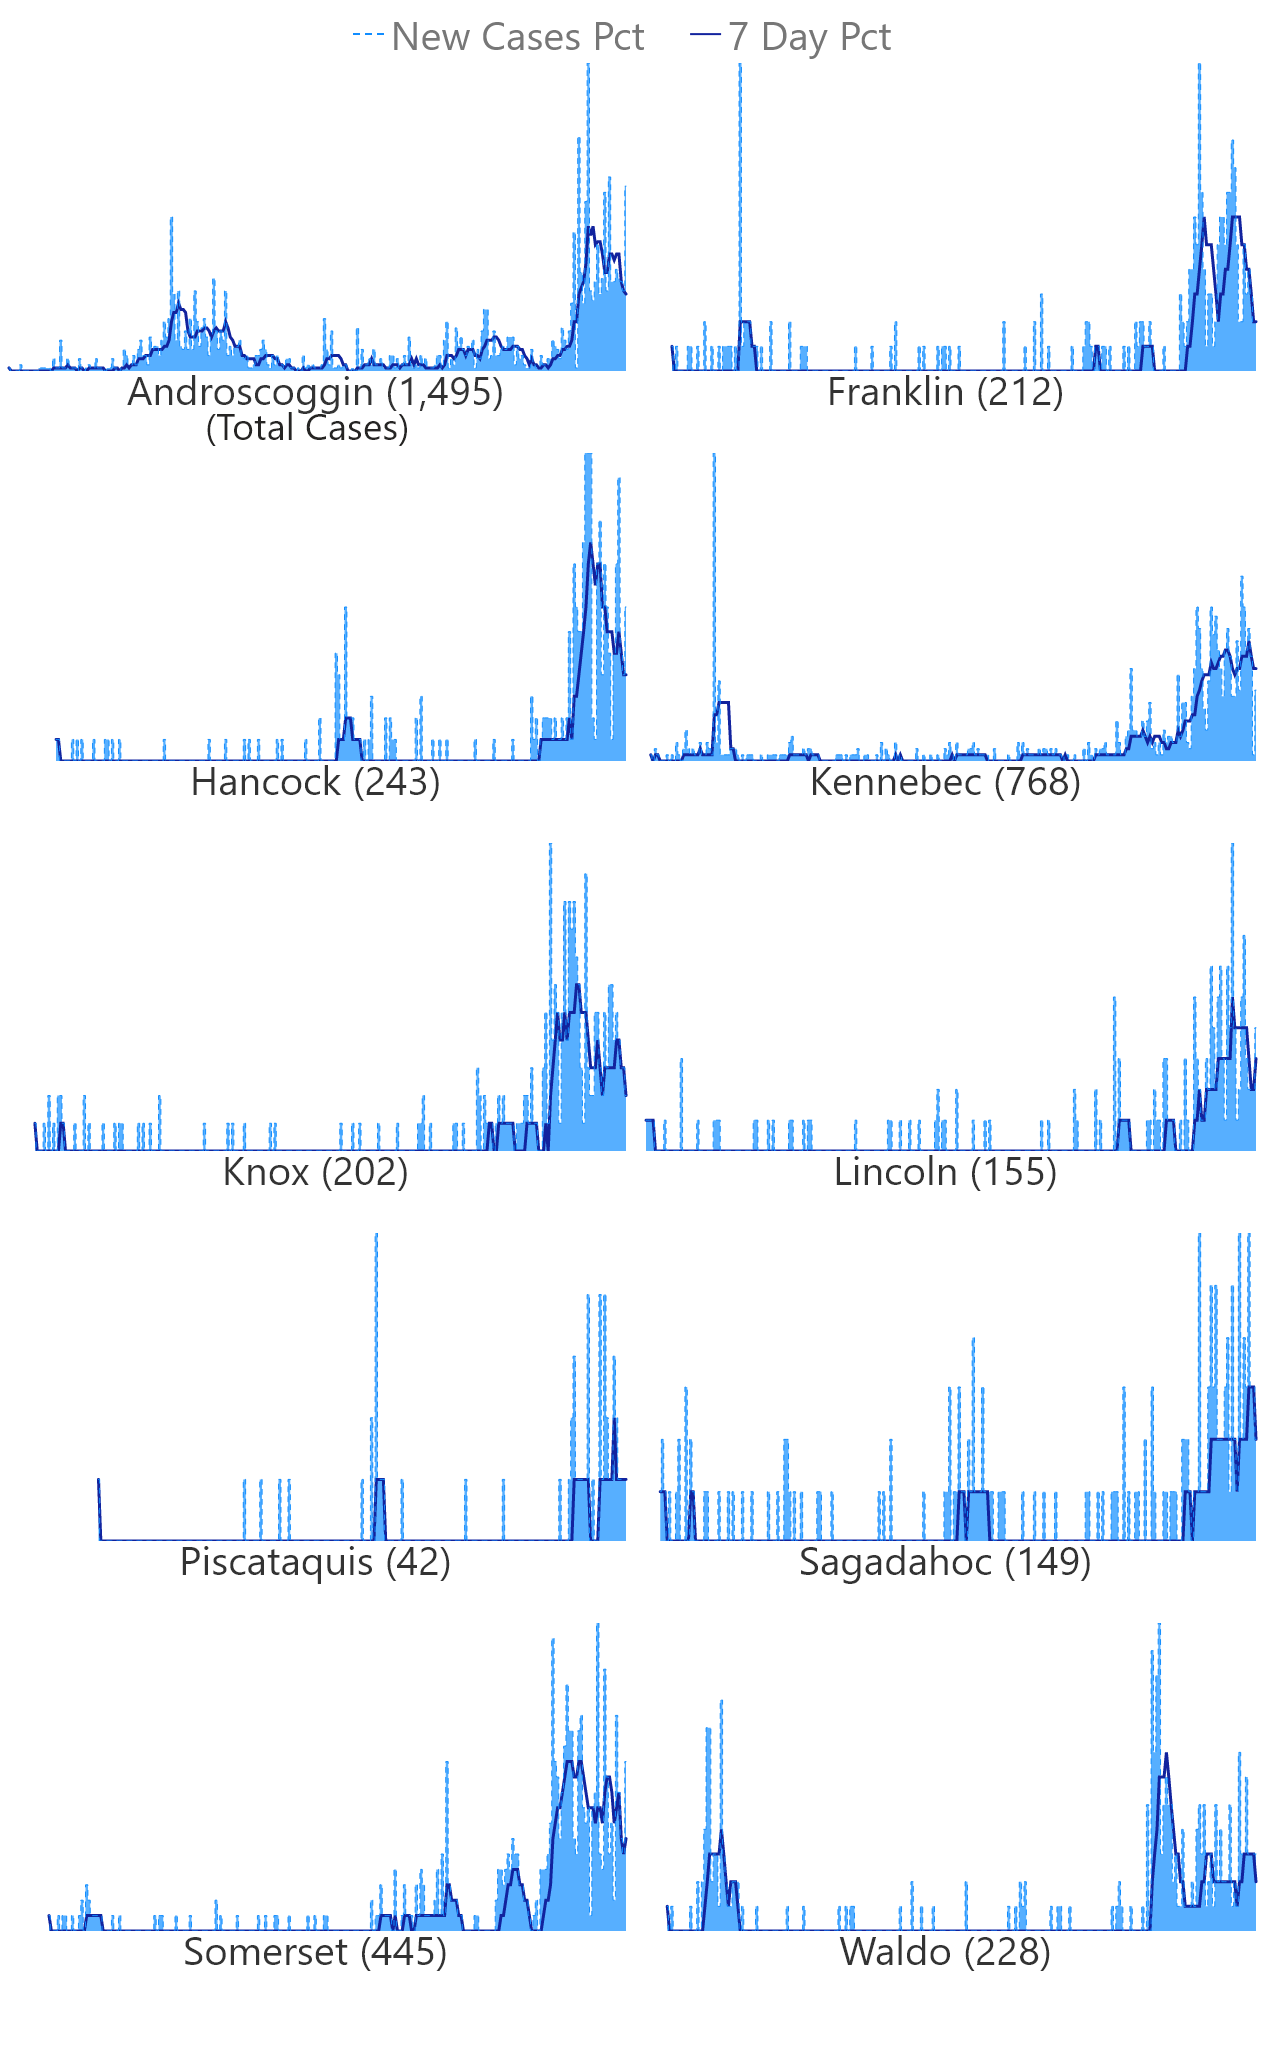 New Cases Pct 7 Day Pct
Androscoggin (1,495) Franklin (212)
(Total Cases)
Hancock (243) Kennebec (768)
Knox (202) Lincoln (155)
Piscataquis (42) Sagadahoc (149)
Somerset (445) Waldo (228)